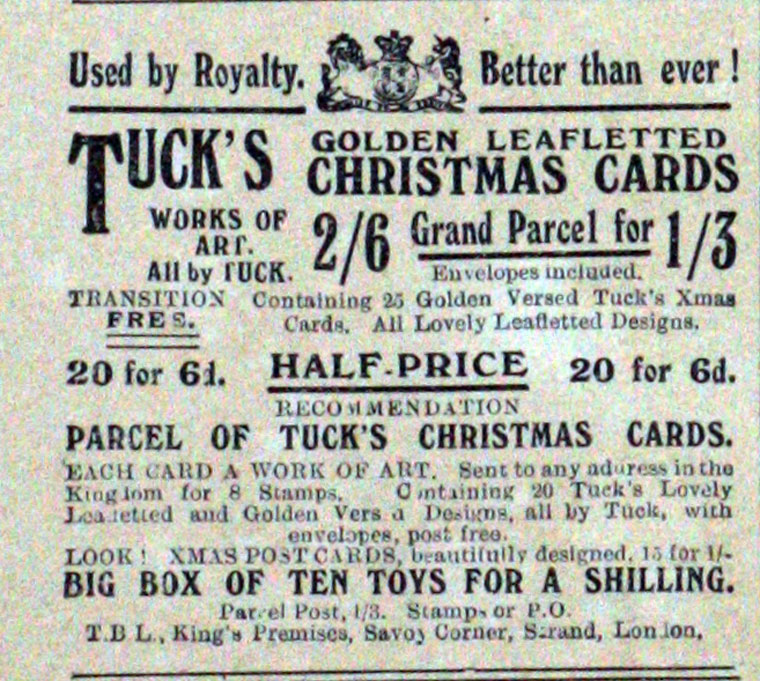 Used by Royalty. Better than ever!
TUCK'S GOLDEN LEAFLETTED
CHRISTMAS CARDS
WORKS OF ART.
All by TUCK.
2/6 Grand Parcel for 1/3
Envelopes included.
TRANSITION FREE.
Containing 25 Golden Versed Tuck's Xmas
Cards. All Lovely Leafletted Designs.
20 for 6d. HALF-PRICE 20 for 6d.
RECOMMENDATION
PARCEL OF TUCK'S CHRISTMAS CARDS.
EACH CARD A WORK OF ART. Sent to any address in the
Kingdom for 8 Stamps. Containing 20 Tuck's Lovely
Leafletted and Golden Versed Designs, all by Tuck, with
envelopes, post free.
LOOK! XMAS POST CARDS, beautifully designed. 15 for 1/-
BIG BOX OF TEN TOYS FOR A SHILLING.
Parcel Post, 1/3. Stamps or P.O.
T.B.L., King's Premises, Savoy Corner, Strand, London.